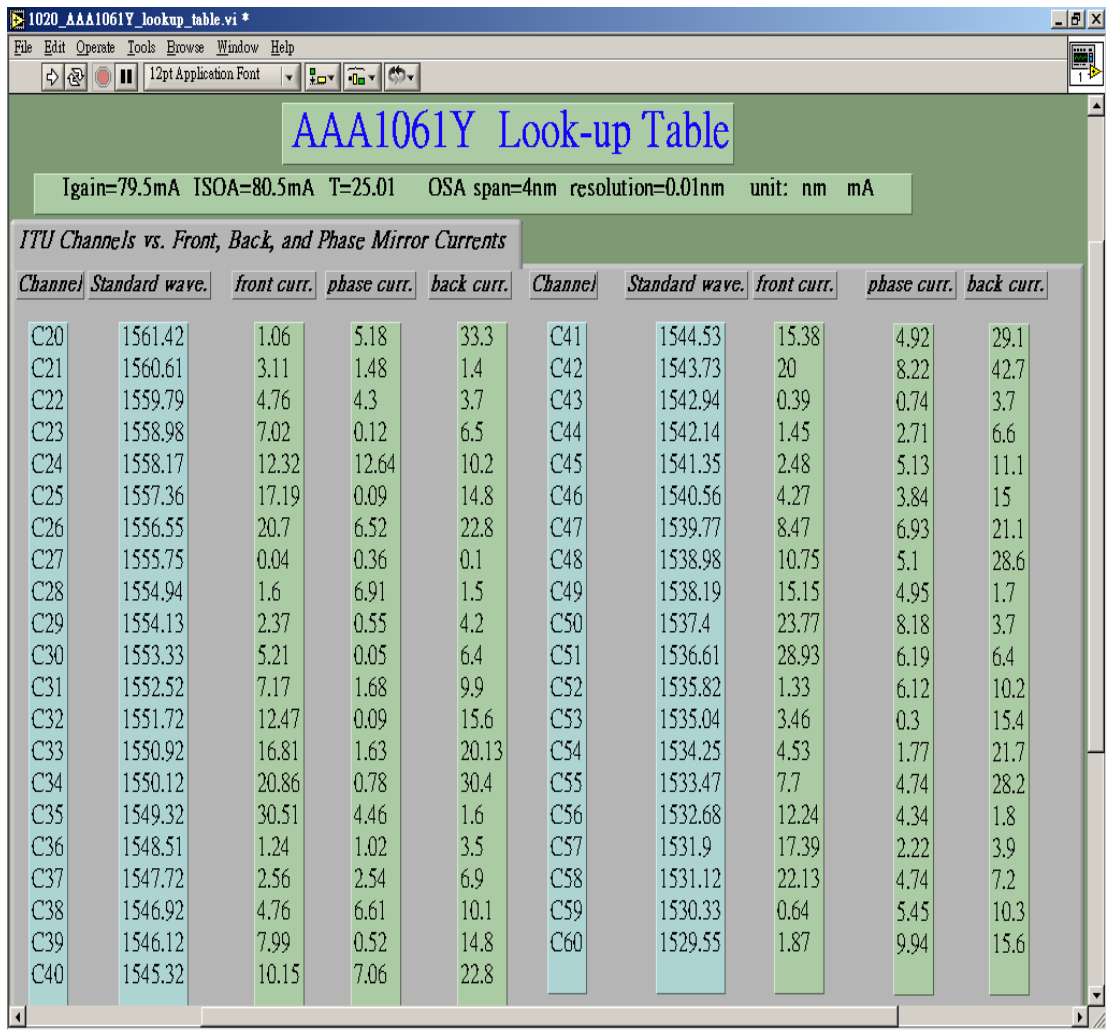 1020_AAA1061Y_lookup_table.vi *
File Edit Operate Tools Browse Window Help
12pt Application Font
1
AAA1061Y Look-up Table
Igain=79.5mA ISOA=80.5mA T=25.01 OSA span=4nm resolution=0.01nm unit: nm mA
ITU Channels vs. Front, Back, and Phase Mirror Currents
Channel Standard wave. front curr. phase curr. back curr. Channel Standard wave. front curr. phase curr. back curr.
C20 1561.42 1.06 5.18 33.3 C41 1544.53 15.38 4.92 29.1
C21 1560.61 3.11 1.48 1.4 C42 1543.73 20 8.22 42.7
C22 1559.79 4.76 4.3 3.7 C43 1542.94 0.39 0.74 3.7
C23 1558.98 7.02 0.12 6.5 C44 1542.14 1.45 2.71 6.6
C24 1558.17 12.32 12.64 10.2 C45 1541.35 2.48 5.13 11.1
C25 1557.36 17.19 0.09 14.8 C46 1540.56 4.27 3.84 15
C26 1556.55 20.7 6.52 22.8 C47 1539.77 8.47 6.93 21.1
C27 1555.75 0.04 0.36 0.1 C48 1538.98 10.75 5.1 28.6
C28 1554.94 1.6 6.91 1.5 C49 1538.19 15.15 4.95 1.7
C29 1554.13 2.37 0.55 4.2 C50 1537.4 23.77 8.18 3.7
C30 1553.33 5.21 0.05 6.4 C51 1536.61 28.93 6.19 6.4
C31 1552.52 7.17 1.68 9.9 C52 1535.82 1.33 6.12 10.2
C32 1551.72 12.47 0.09 15.6 C53 1535.04 3.46 0.3 15.4
C33 1550.92 16.81 1.63 20.13 C54 1534.25 4.53 1.77 21.7
C34 1550.12 20.86 0.78 30.4 C55 1533.47 7.7 4.74 28.2
C35 1549.32 30.51 4.46 1.6 C56 1532.68 12.24 4.34 1.8
C36 1548.51 1.24 1.02 3.5 C57 1531.9 17.39 2.22 3.9
C37 1547.72 2.56 2.54 6.9 C58 1531.12 22.13 4.74 7.2
C38 1546.92 4.76 6.61 10.1 C59 1530.33 0.64 5.45 10.3
C39 1546.12 7.99 0.52 14.8 C60 1529.55 1.87 9.94 15.6
C40 1545.32 10.15 7.06 22.8